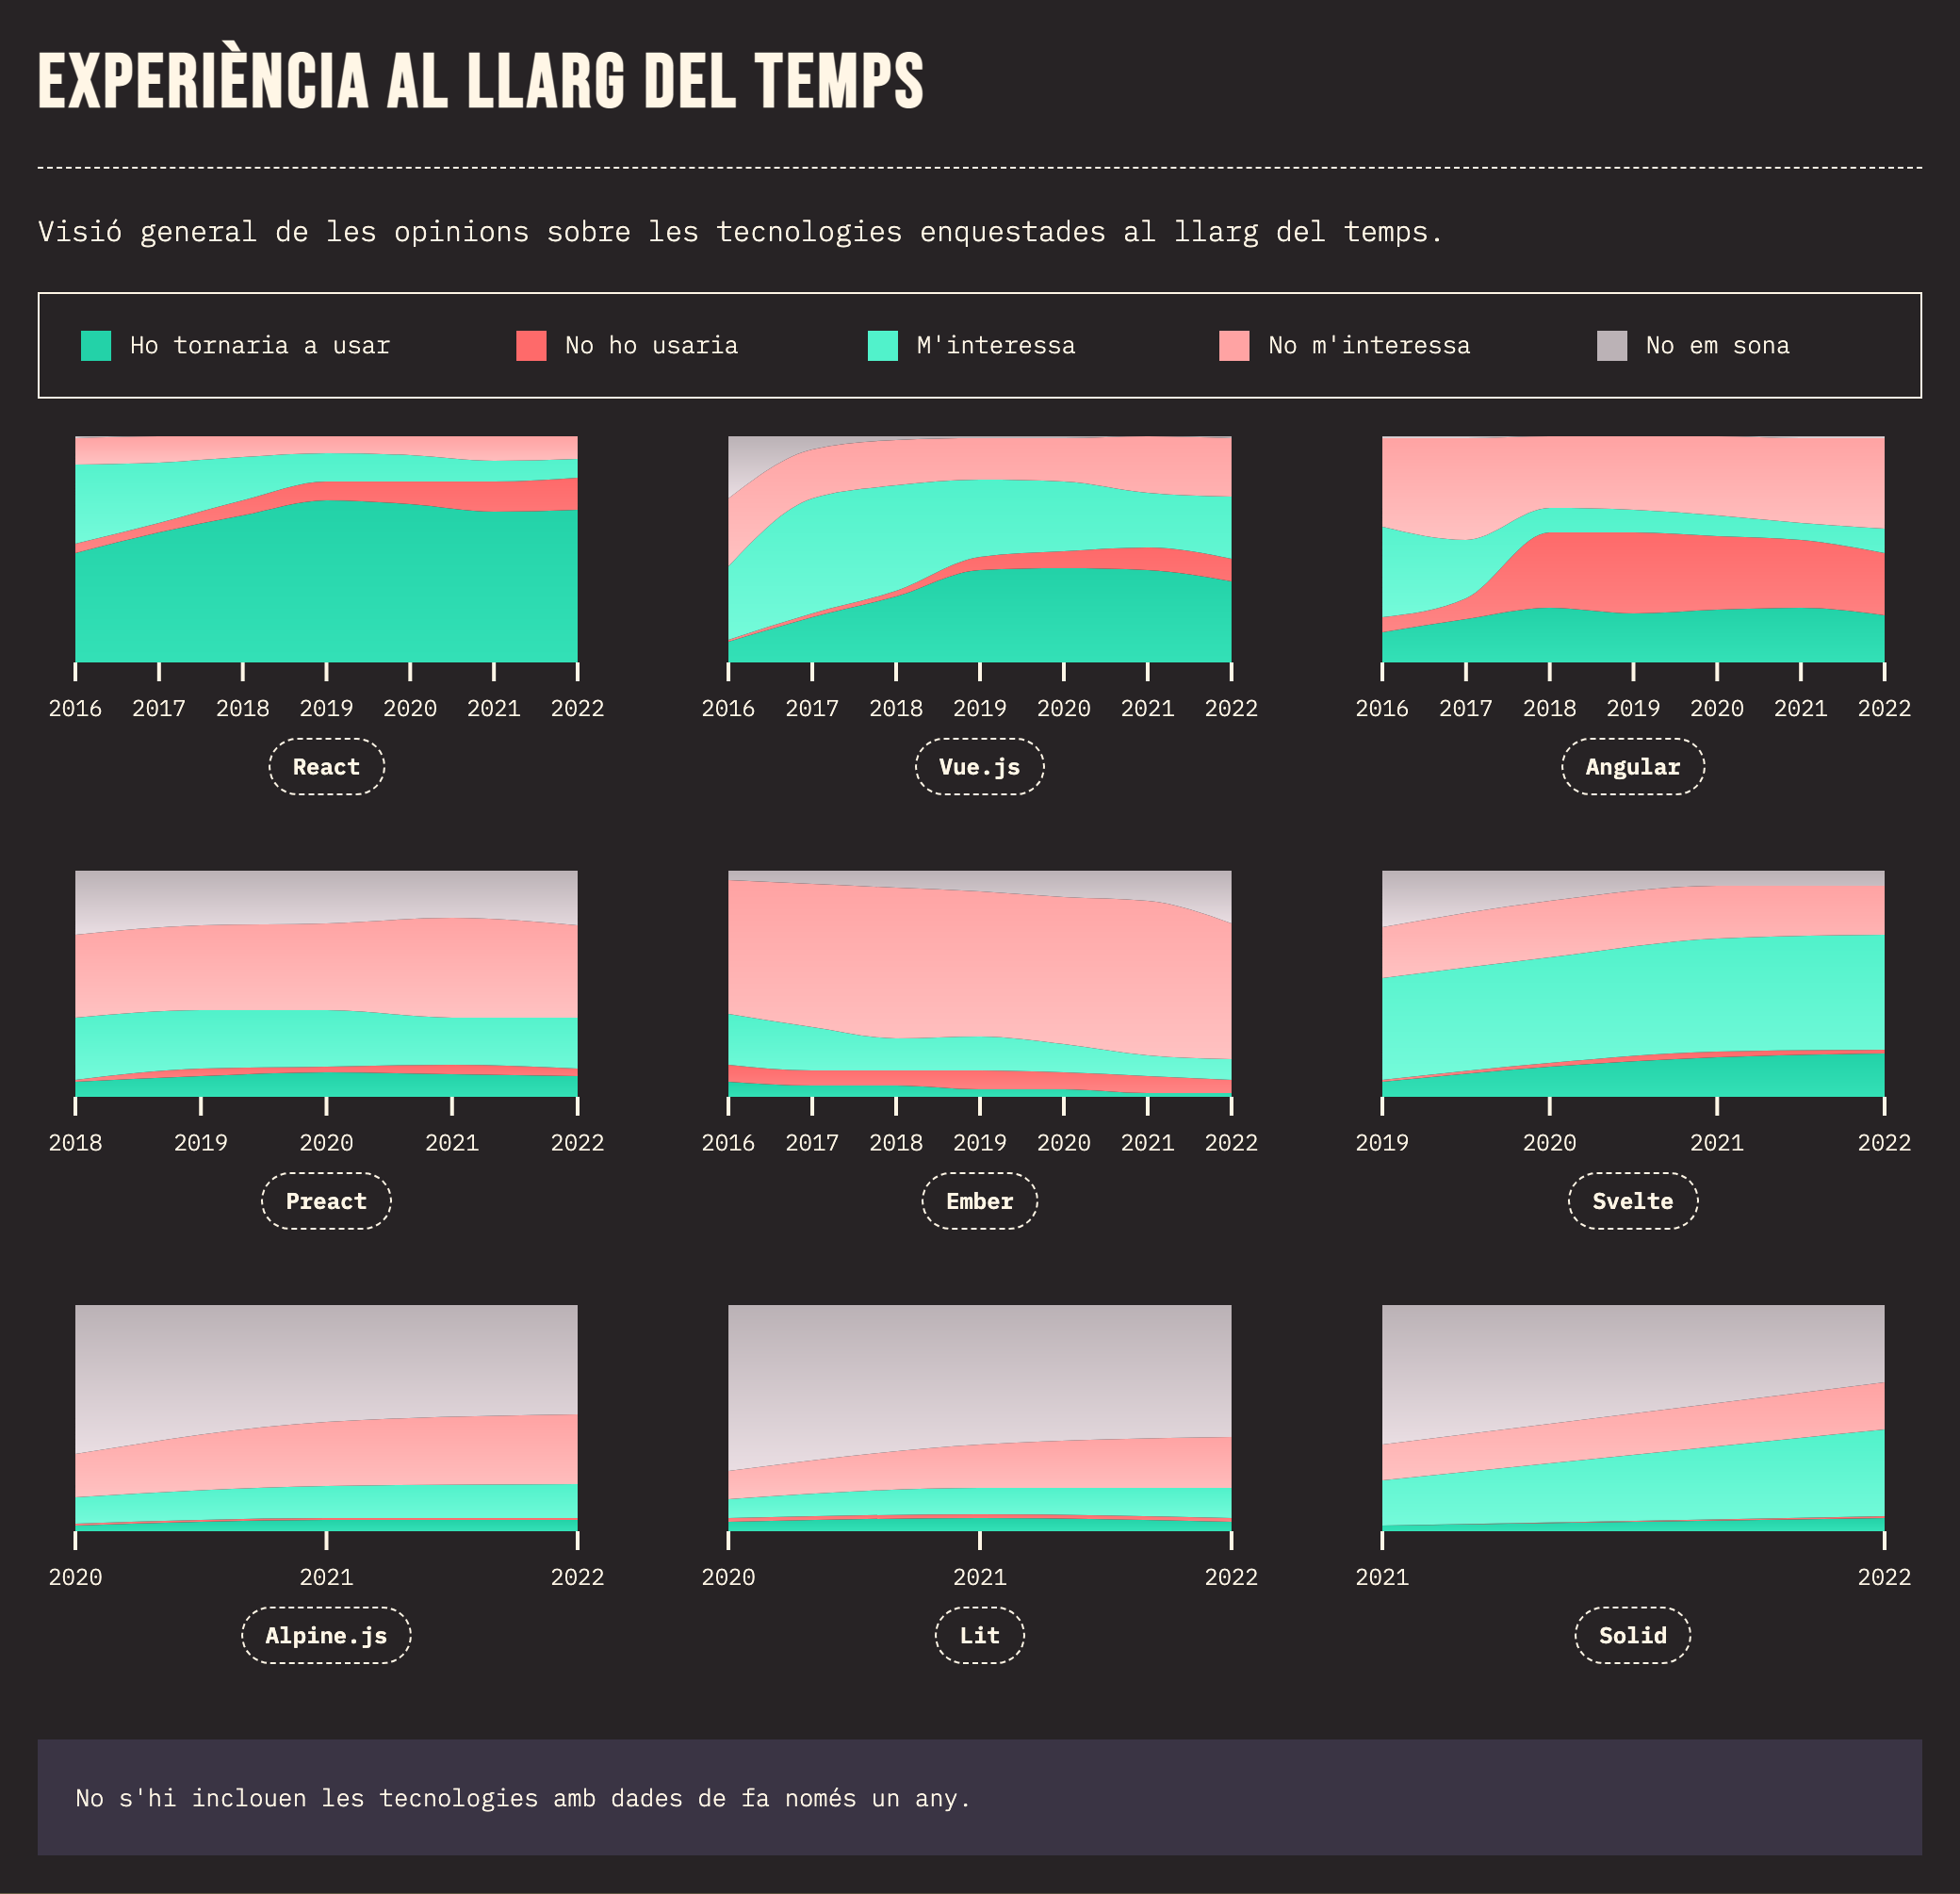 EXPERIÈNCIA AL LLARG DEL TEMPS
Visió general de les opinions sobre les tecnologies enquestades al llarg del temps.
Ho tornaria a usar No ho usaria M'interessa No m'interessa No em sona
2016 2017 2018 2019 2020 2021 2022 2016 2017 2018 2019 2020 2021 2022 2016 2017 2018 2019 2020 2021 2022
React Vue.js Angular
2018 2019 2020 2021 2022 2016 2017 2018 2019 2020 2021 2022 2019 2020 2021 2022
Preact Ember Svelte
2020 2021 2022 2020 2021 2022 2021 2022
Alpine.js Lit Solid
No s'hi inclouen les tecnologies amb dades de fa només un any.